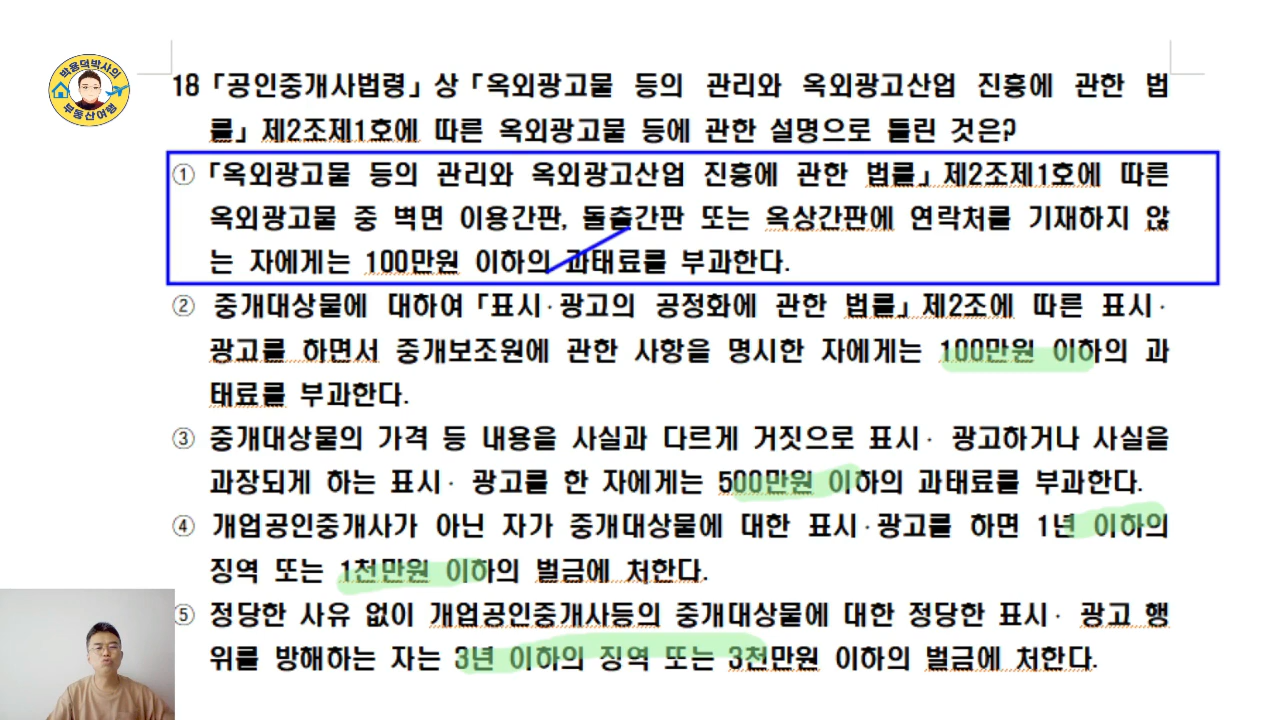 박용덕박사의
부동산여행
18 「공인중개사법령」 상 「옥외광고물 등의 관리와 옥외광고산업 진흥에 관한 법
률」 제2조제1호에 따른 옥외광고물 등에 관한 설명으로 틀린 것은?
① 「옥외광고물 등의 관리와 옥외광고산업 진흥에 관한 법률」 제2조제1호에 따른
옥외광고물 중 벽면 이용간판, 돌출간판 또는 옥상간판에 연락처를 기재하지 않
는 자에게는 100만원 이하의 과태료를 부과한다.
② 중개대상물에 대하여 「표시·광고의 공정화에 관한 법률」 제2조에 따른 표시·
광고를 하면서 중개보조원에 관한 사항을 명시한 자에게는 100만원 이하의 과
태료를 부과한다.
③ 중개대상물의 가격 등 내용을 사실과 다르게 거짓으로 표시· 광고하거나 사실을
과장되게 하는 표시· 광고를 한 자에게는 500만원 이하의 과태료를 부과한다.
④ 개업공인중개사가 아닌 자가 중개대상물에 대한 표시·광고를 하면 1년 이하의
징역 또는 1천만원 이하의 벌금에 처한다.
⑤ 정당한 사유 없이 개업공인중개사등의 중개대상물에 대한 정당한 표시· 광고 행
위를 방해하는 자는 3년 이하의 징역 또는 3천만원 이하의 벌금에 처한다.